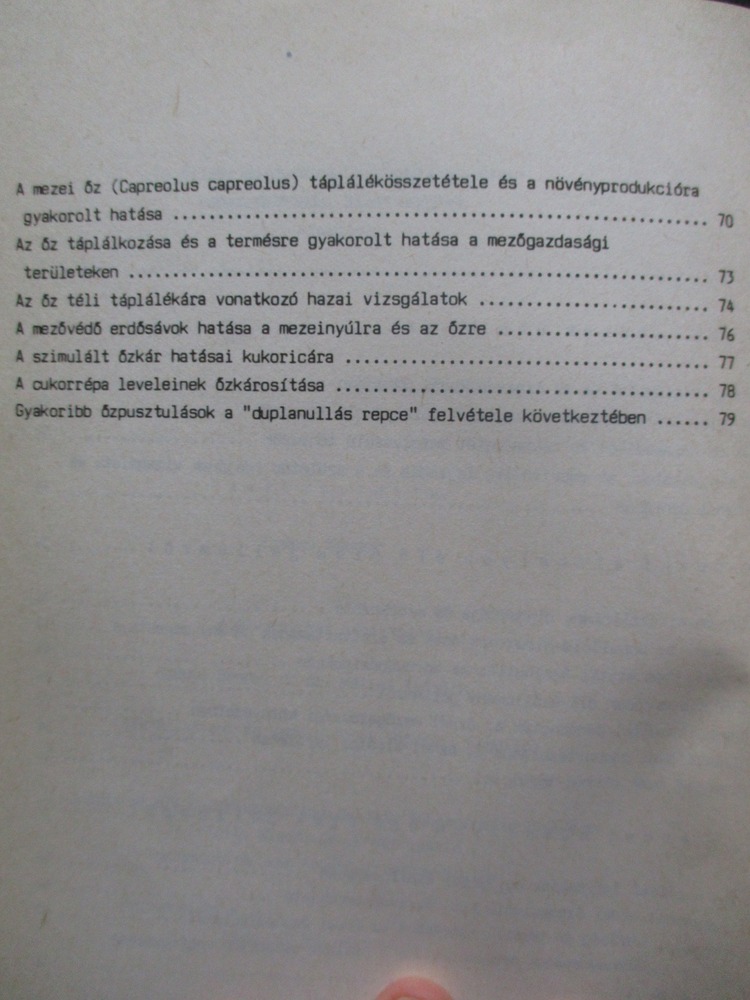 A mezei őz (Capreolus capreolus) táplálékösszetétele és a növényprodukcióra
gyakorolt hatása ............................................................ 70
Az őz táplálkozása és a termésre gyakorolt hatása a mezőgazdasági
területeken ................................................................. 73
Az őz téli táplálékára vonatkozó hazai vizsgálatok .......................... 74
A mezővédő erdősávok hatása a mezeinyúlra és az őzre ........................ 76
A szimulált őzkár hatásai kukoricára ........................................ 77
A cukorrépa leveleinek őzkárosítása ......................................... 78
Gyakoribb őzpusztulások a "duplanullás repce" felvétele következtében ...... 79